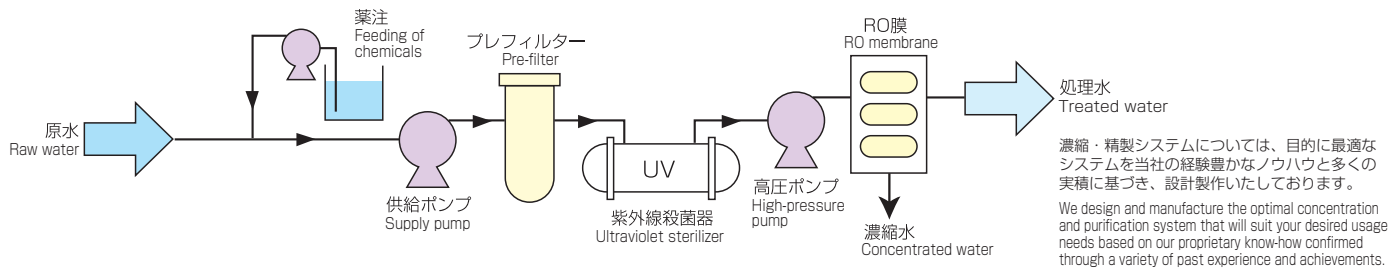 薬注
Feeding of
chemicals
プレフィルター
Pre-filter
RO膜
RO membrane
原水
Raw water
供給ポンプ
Supply pump
UV
紫外線殺菌器
Ultraviolet sterilizer
高圧ポンプ
High-pressure
pump
濃縮水
Concentrated water
処理水
Treated water
濃縮・精製システムについては、目的に最適な
システムを当社の経験豊かなノウハウと多くの
実積に基づき、設計製作いたしております。
We design and manufacture the optimal concentration
and purification system that will suit your desired usage
needs based on our proprietary know-how confirmed
through a variety of past experience and achievements.